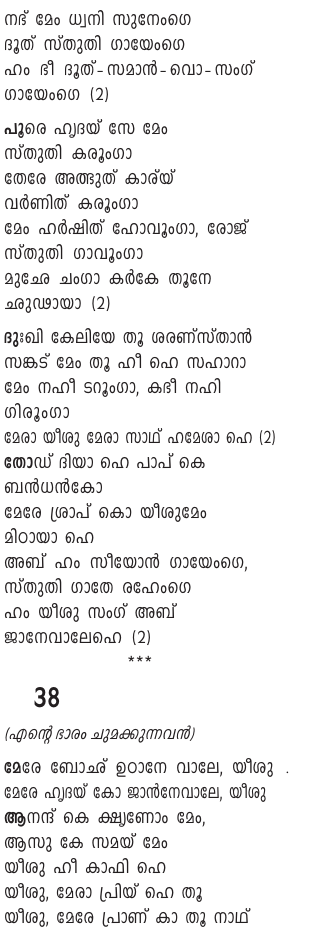 നഭ് മേം ധ്വനി സുനേംഗെ
ദൂത് സ്തുതി ഗായേംഗെ
ഹം ഭീ ദൂത്-സമാൻ-വൊ-സംഗ്
ഗായേംഗെ (2)
പൂരെ ഹൃദയ് സേ മേം
സ്തുതി കരൂംഗാ
തേരേ അത്ഭുത് കാര്യ്
വർണിത് കരൂംഗാ
മേം ഹർഷിത് ഹോവൂംഗാ, രോജ്
സ്തുതി ഗാവൂംഗാ
മുഛേ ചംഗാ കർകേ തൂനേ
ഛുഢായാ (2)
ദുഃഖി കേലിയേ തൂ ശരണ്സ്താൻ
സങ്കട് മേം തൂ ഹീ ഹെ സഹാറാ
മേം നഹീ ടറൂംഗാ, കഭീ നഹി
ഗിരൂംഗാ
മേരാ യീശു മേരാ സാഥ് ഹമേശാ ഹെ (2)
തോഡ് ദിയാ ഹെ പാപ് കെ
ബൻധൻകോ
മേരേ ശ്രാപ് കൊ യീശുമേം
മിഠായാ ഹെ
അബ് ഹം സീയോൻ ഗായേംഗെ,
സ്തുതി ഗാതേ രഹേംഗെ
ഹം യീശു സംഗ് അബ്
ജാനേവാലേഹെ (2)
***
38
(എന്റെ ഭാരം ചുമക്കുന്നവൻ)
മേരേ ബോഛ് ഉഠാനേ വാലേ, യീശു .
മേരേ ഹൃദയ് കോ ജാൻനേവാലേ, യീശു
ആനന്ദ് കെ ക്ഷ്യണോം മേം,
ആസു കേ സമയ് മേം
യീശു ഹീ കാഫി ഹെ
യീശു, മേരാ പ്രിയ് ഹെ തൂ
യീശു, മേരേ പ്രാണ് കാ തൂ നാഥ്